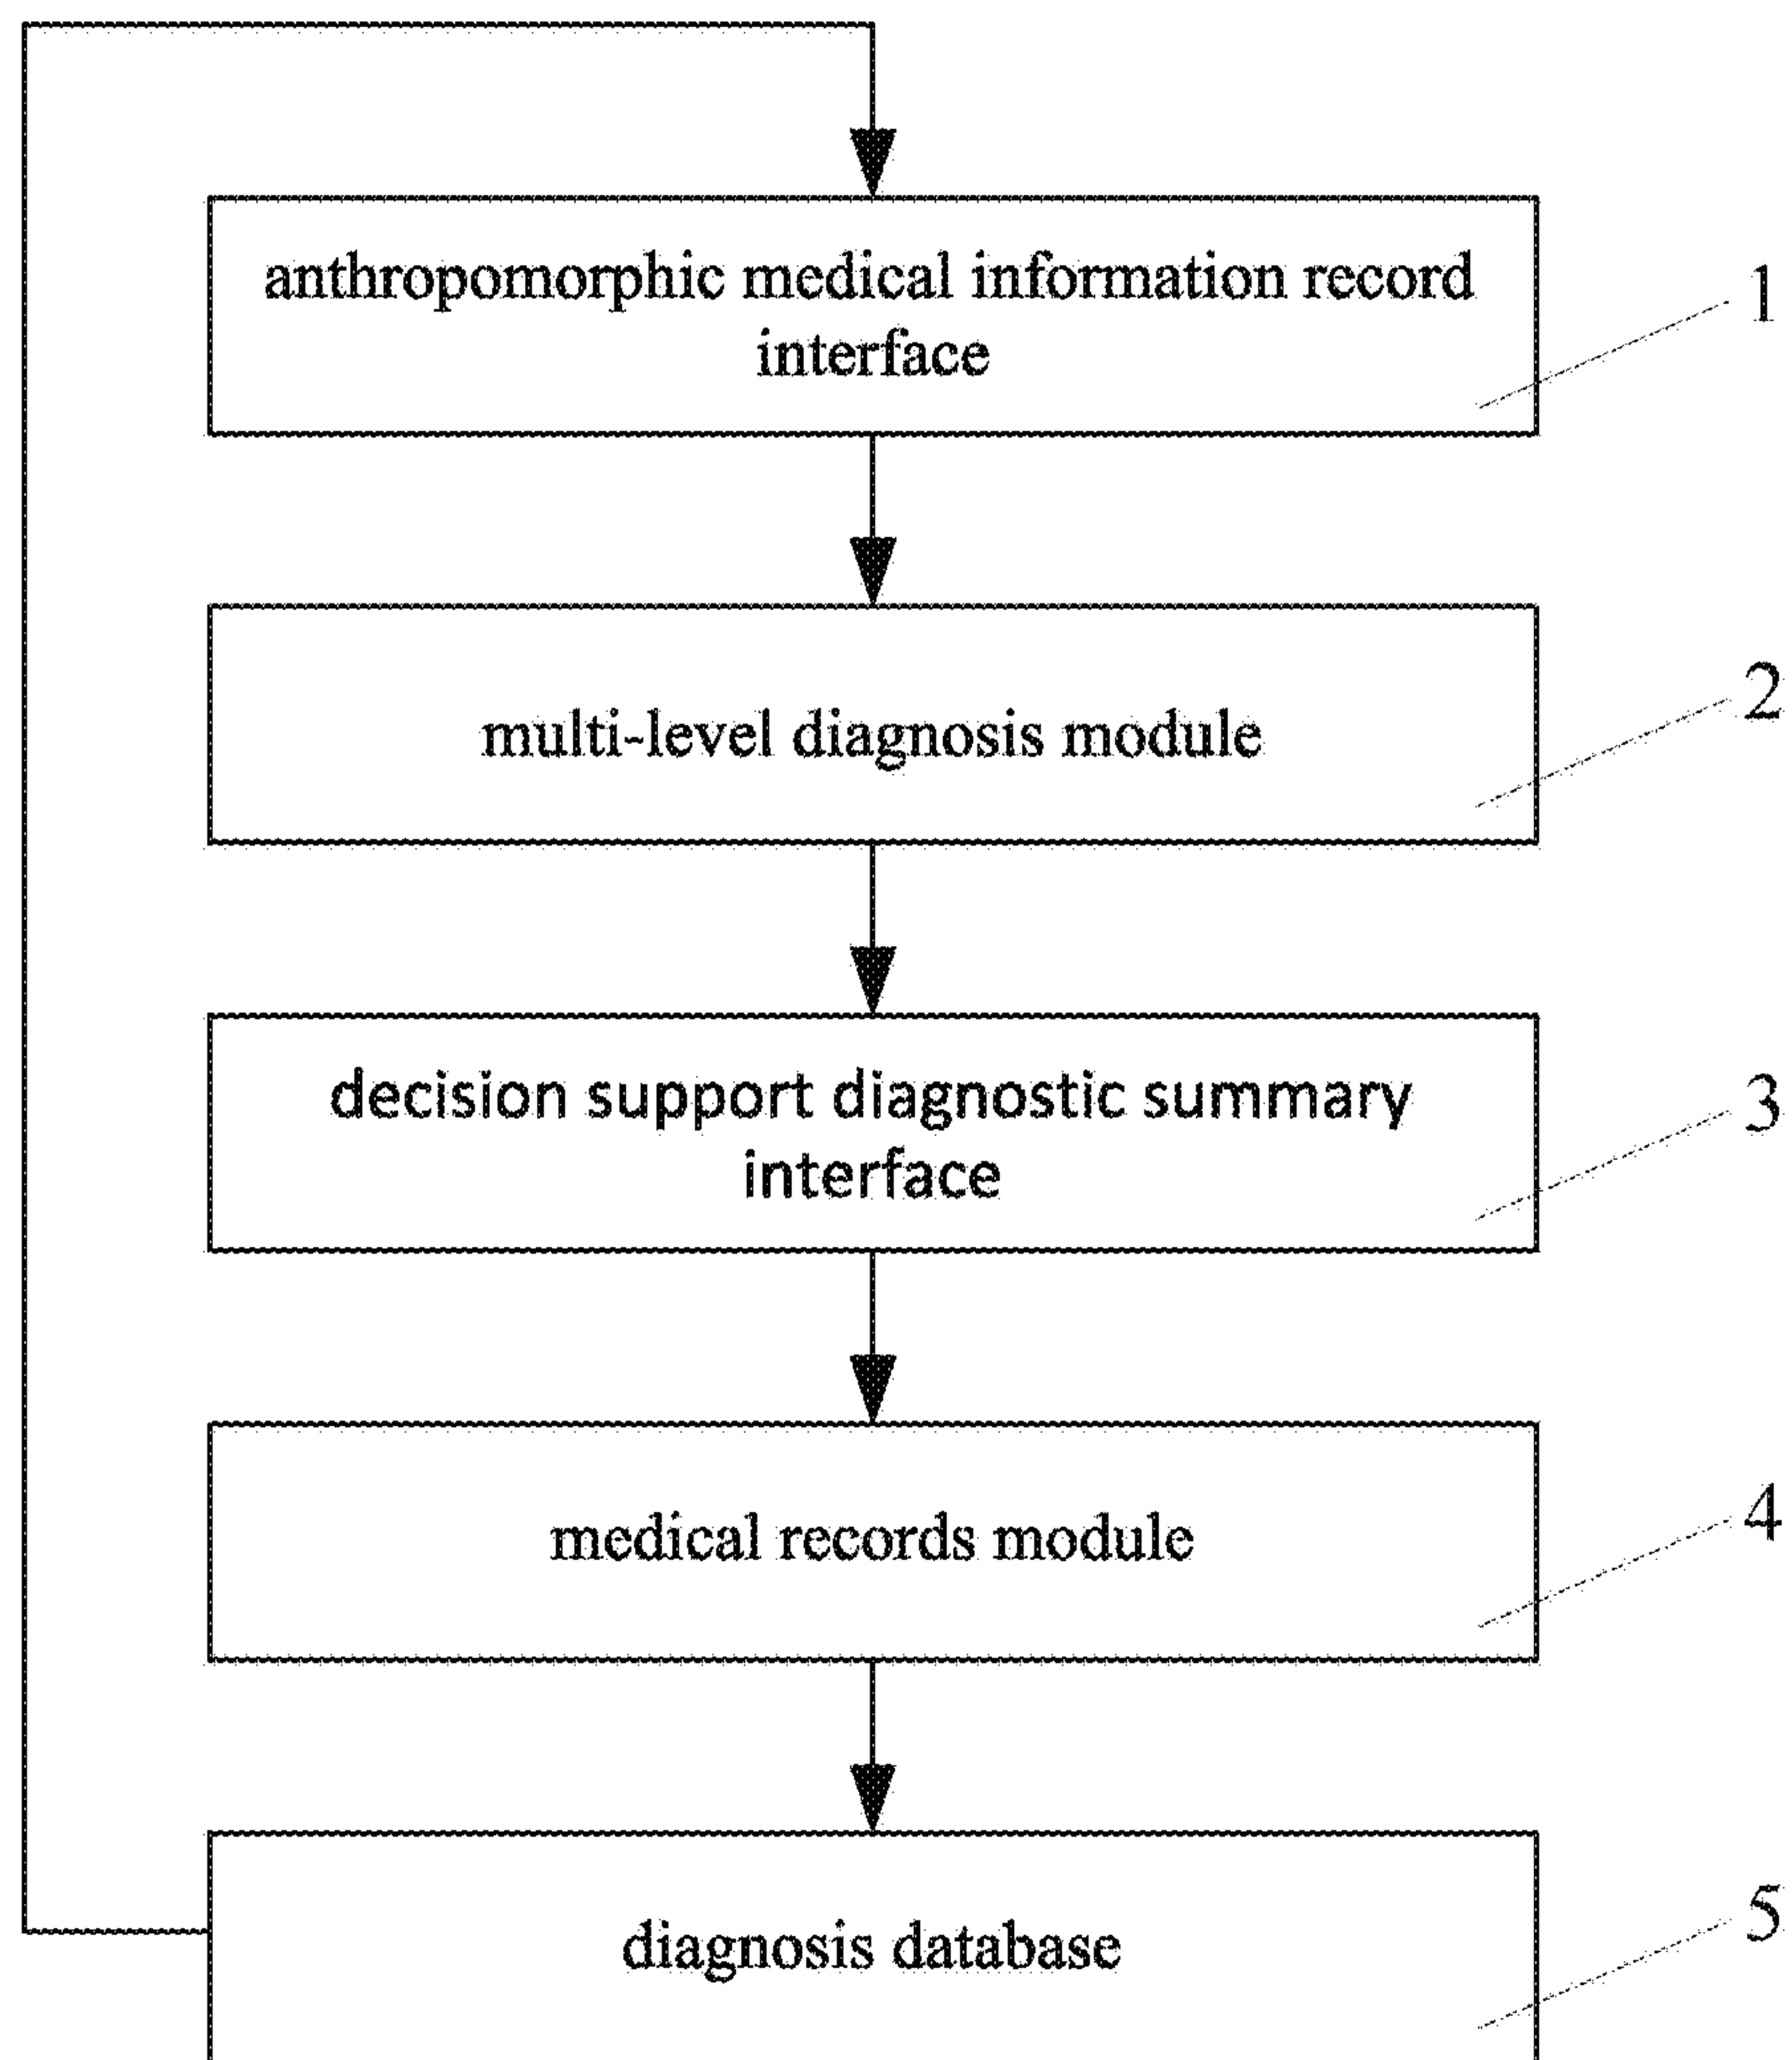 anthropomorphic medical information record
interface
1
multi-level diagnosis module
2
decision support diagnostic summary
interface
3
medical records module
4
diagnosis database
5